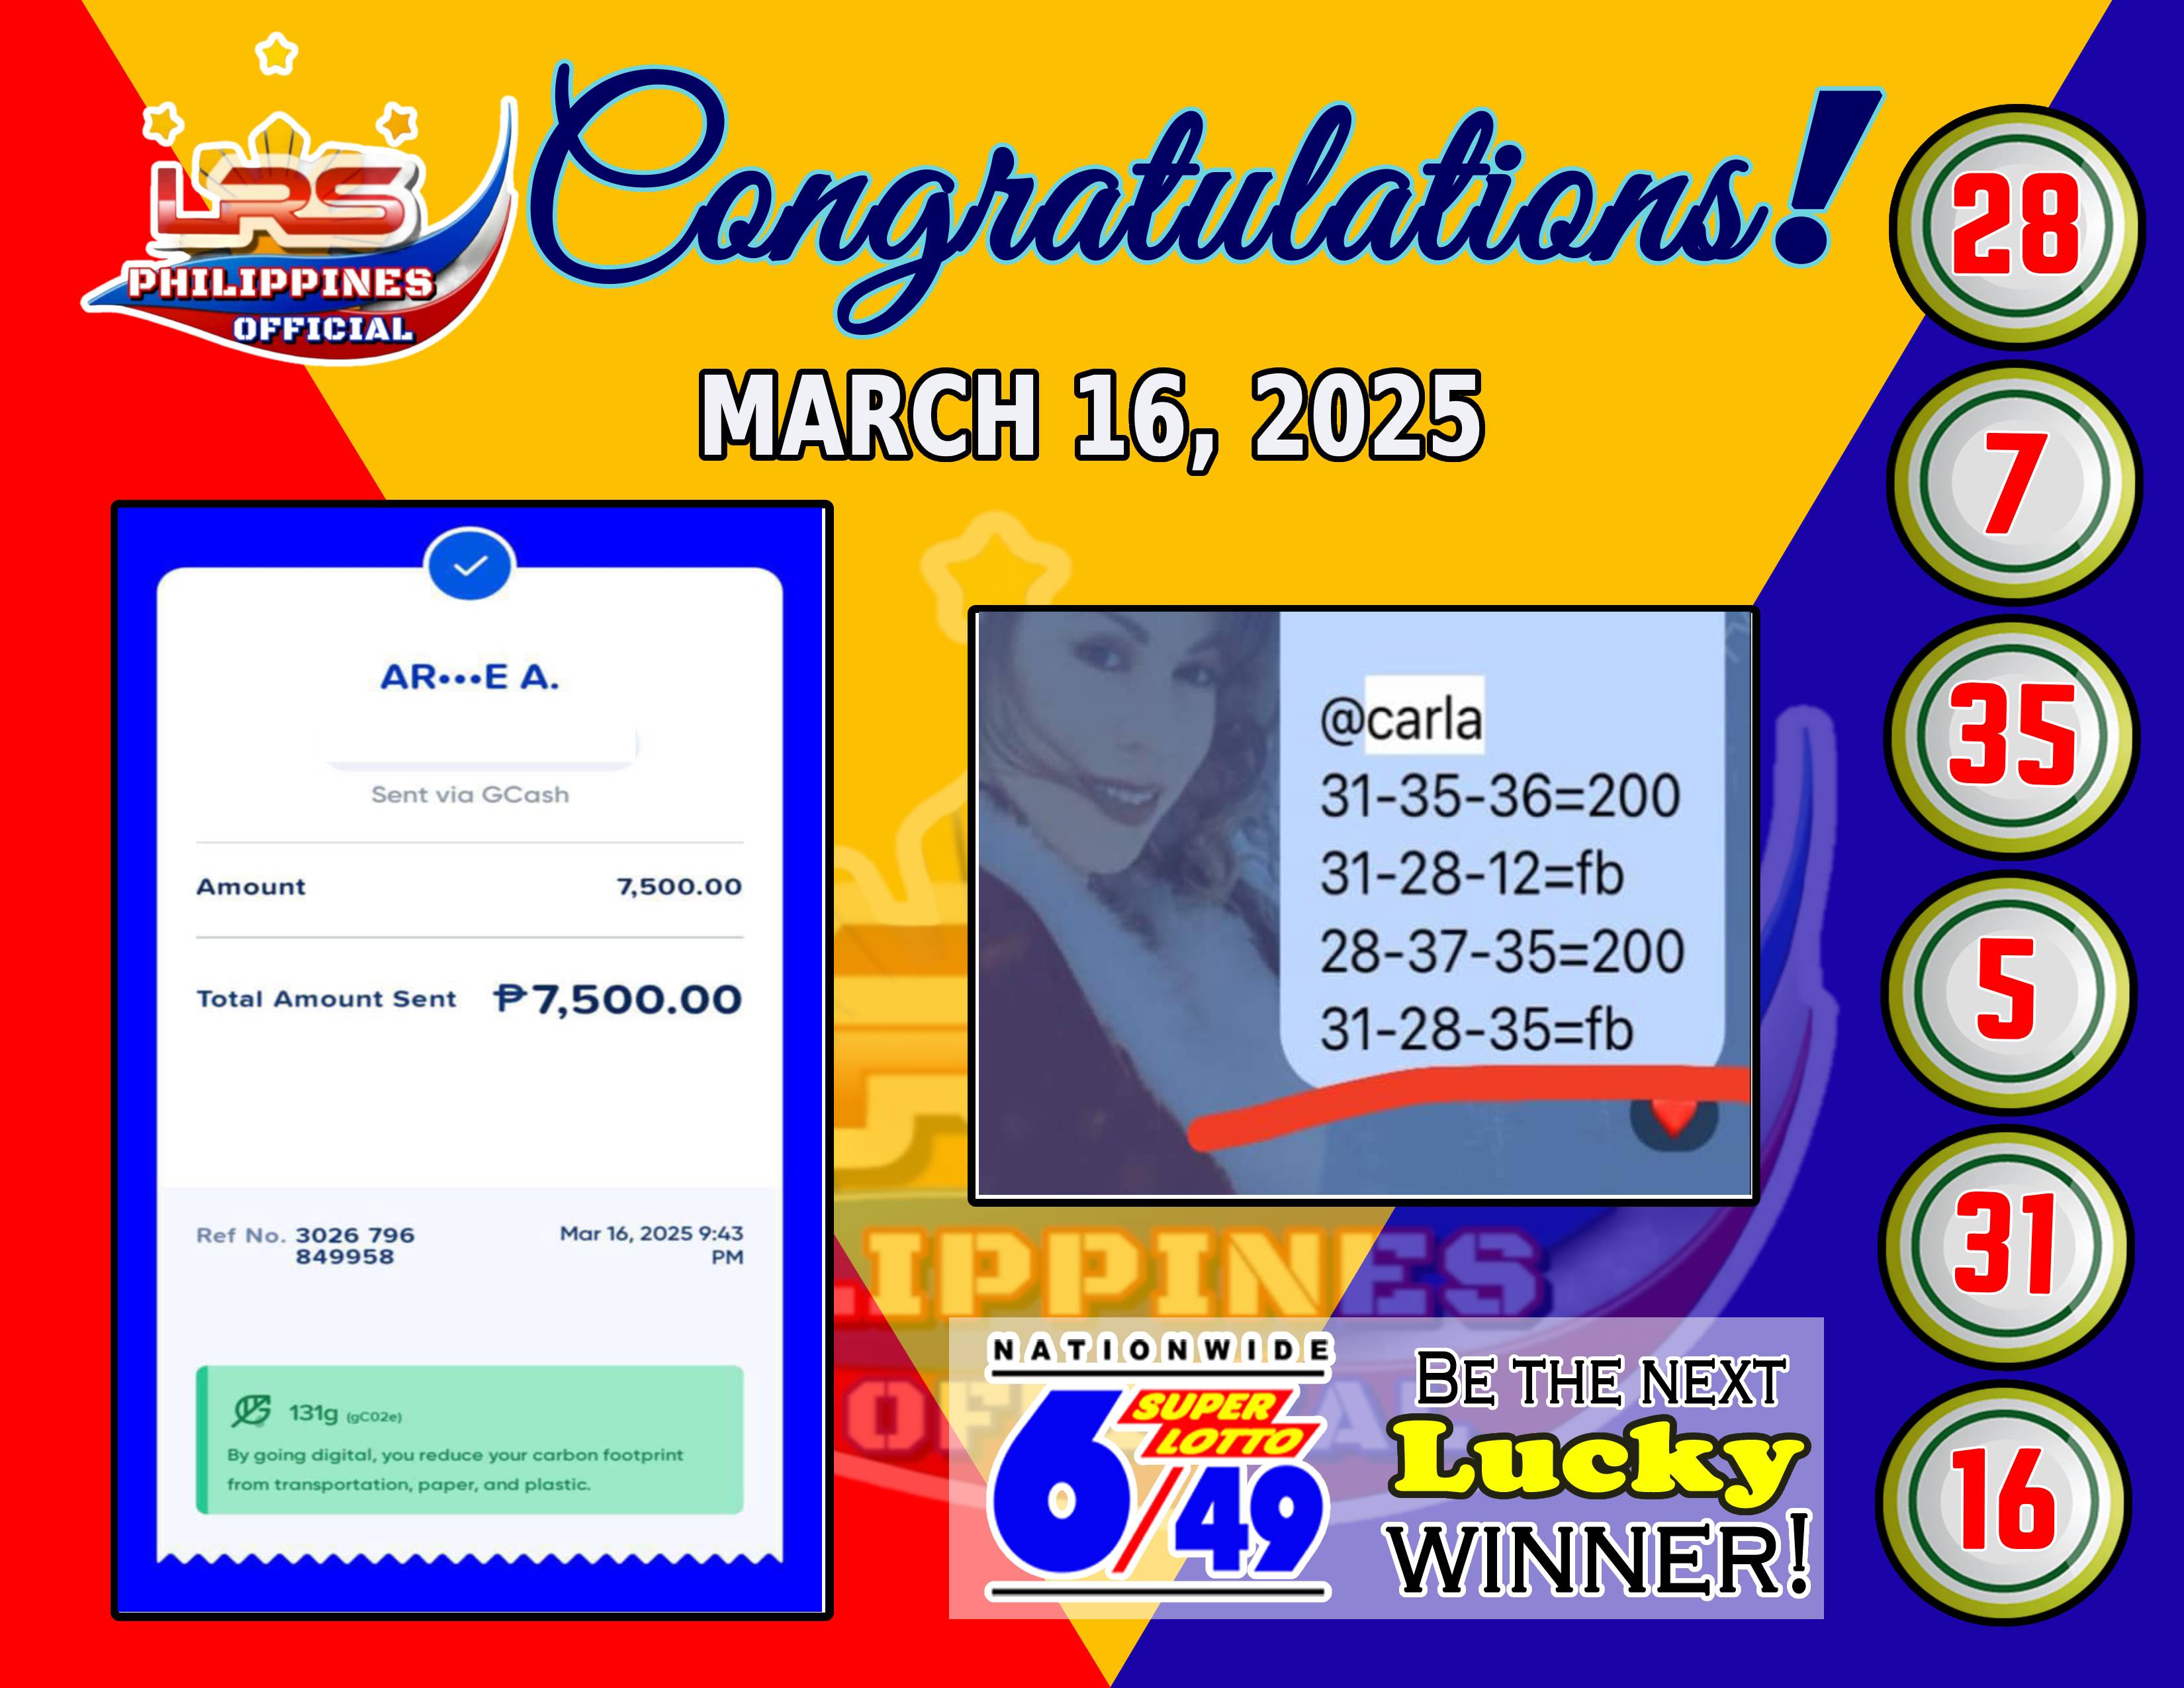 LRS
PHILIPPINES
OFFICIAL
Congratulations!
MARCH 16, 2025
AR•••E A.
Sent via GCash
Amount 7,500.00
Total Amount Sent ₱7,500.00
Ref No. 3026 796
849958
Mar 16, 2025 9:43
PM
131g (gCO2e)
By going digital, you reduce your carbon footprint
from transportation, paper, and plastic.
@carla
31-35-36=200
31-28-12=fb
28-37-35=200
31-28-35=fb
IPPINES
NATIONWIDE
SUPER
LOTTO
6/49
BE THE NEXT
Lucky
WINNER!
28
7
35
5
31
16